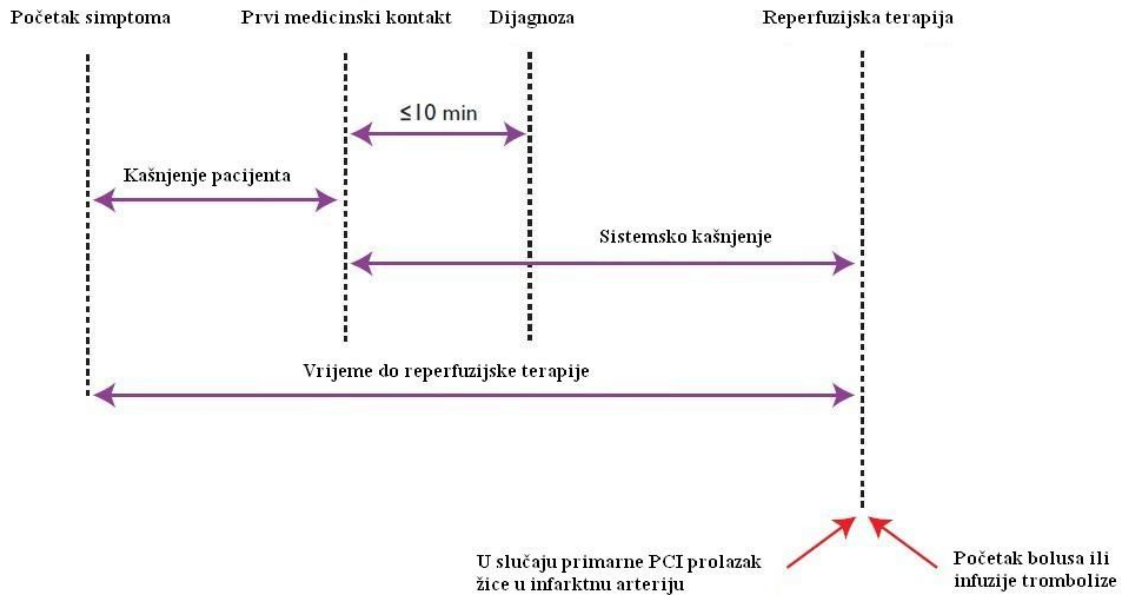 Početak simptoma
Prvi medicinski kontakt
Dijagnoza
Reperfuzijska terapija
≤10 min
Kašnjenje pacijenta
Sistemsko kašnjenje
Vrijeme do reperfuzijske terapije
U slučaju primarne PCI prolazak
žice u infarktnu arteriju
Početak bolusa ili
infuzije trombolize